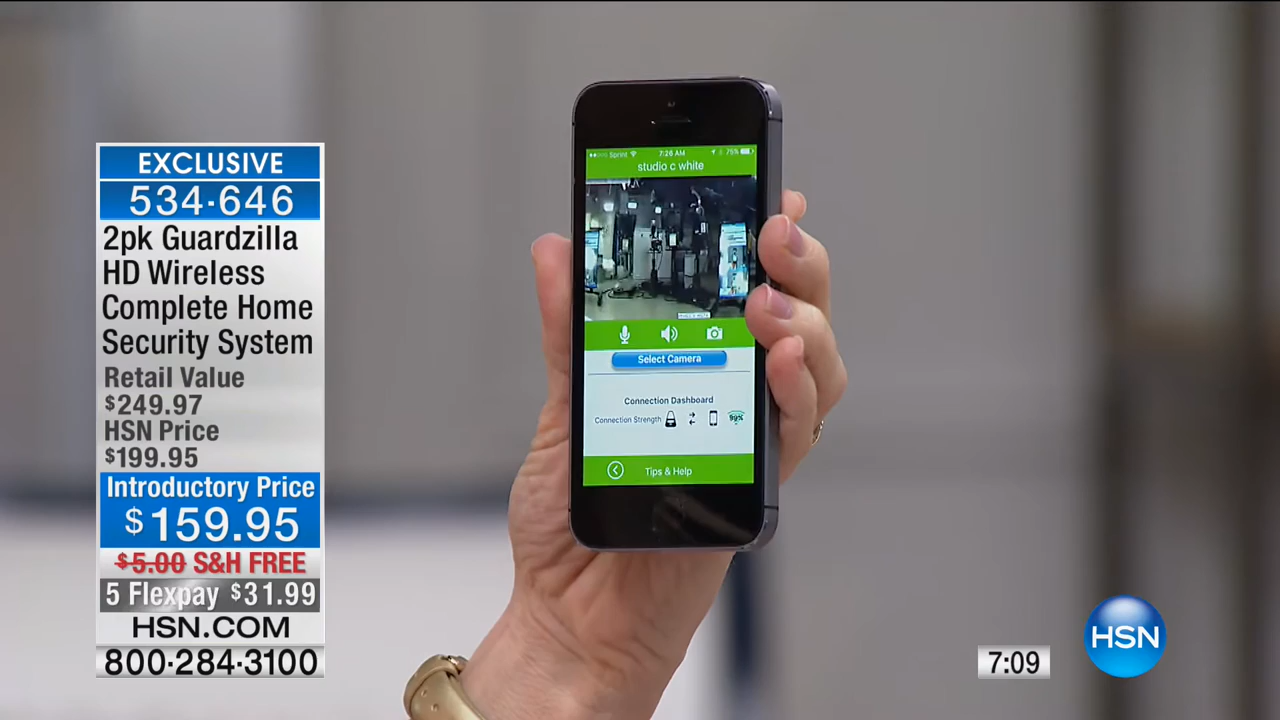 EXCLUSIVE
534·646
2pk Guardzilla
HD Wireless
Complete Home
Security System
Retail Value
$249.97
HSN Price
$199.95
Introductory Price
$159.95
$5.00 S&H FREE
5 Flexpay $31.99
HSN.COM
800·284·3100
Sprint 7:26 AM 75%
studio c white
Select Camera
Connection Dashboard
Connection Strength 99%
Tips & Help
7:09
HSN